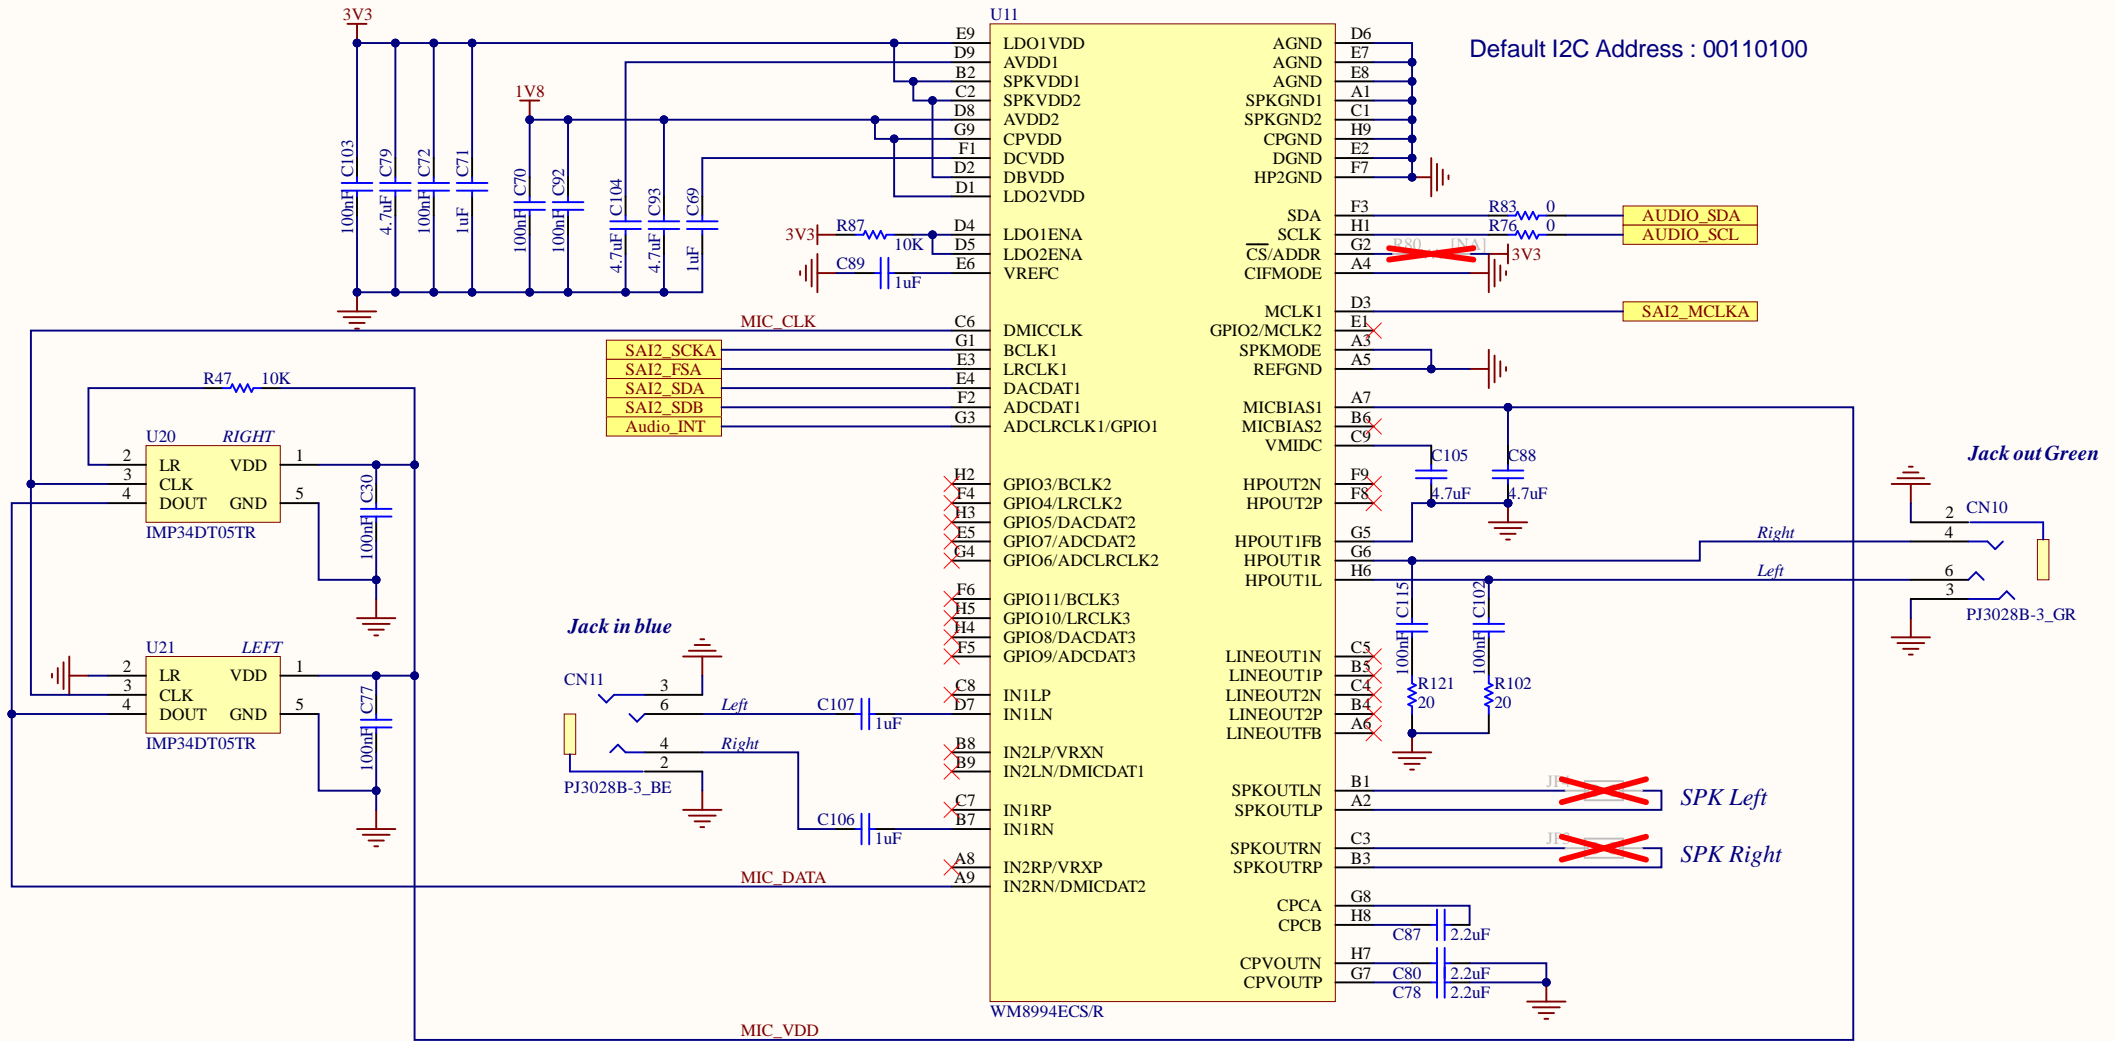 3V3
U11
Default I2C Address : 00110100
E9 LDO1VDD
D9 AVDD1
B2 SPKVDD1
C2 SPKVDD2
D8 AVDD2
G9 CPVDD
F1 DCVDD
D2 DBVDD
D1 LDO2VDD
AGND D6
AGND E7
AGND E8
SPKGND1 A1
SPKGND2 C1
CPGND H9
DGND E2
HP2GND F7
1V8
100nF C103
4.7uF C79
100nF C72
1uF C71
100nF C70
100nF C92
4.7uF C104
4.7uF C93
1uF C69
3V3 R87 10K
D4 LDO1ENA
D5 LDO2ENA
C89 1uF
E6 VREFC
SDA F3 R83 0 AUDIO_SDA
SCLK H1 R76 0 AUDIO_SCL
CS/ADDR G2 R80 [NA] 3V3
CIFMODE A4
MCLK1 D3 SAI2_MCLKA
GPIO2/MCLK2 E1
SPKMODE A3
REFGND A5
MIC_CLK C6 DMICCLK
SAI2_SCKA G1 BCLK1
SAI2_FSA E3 LRCLK1
SAI2_SDA E4 DACDAT1
SAI2_SDB F2 ADCDAT1
Audio_INT G3 ADCLRCLK1/GPIO1
R47 10K
U20 RIGHT
2 LR VDD 1
3 CLK
4 DOUT GND 5
IMP34DT05TR
100nF C30
U21 LEFT
2 LR VDD 1
3 CLK
4 DOUT GND 5
IMP34DT05TR
100nF C77
MICBIAS1 A7
MICBIAS2 B6
VMIDC C9
C105 4.7uF
C88 4.7uF
H2 GPIO3/BCLK2
F4 GPIO4/LRCLK2
H3 GPIO5/DACDAT2
E5 GPIO7/ADCDAT2
G4 GPIO6/ADCLRCLK2
F6 GPIO11/BCLK3
H5 GPIO10/LRCLK3
H4 GPIO8/DACDAT3
F5 GPIO9/ADCDAT3
HPOUT2N F9
HPOUT2P F8
HPOUT1FB G5
HPOUT1R G6 Right
HPOUT1L H6 Left
Jack out Green
CN10
2
4
6
3
PJ3028B-3_GR
100nF C115
100nF C102
R121 20
R102 20
Jack in blue
CN11
3
6 Left C107 1uF
4 Right
2
PJ3028B-3_BE
C106 1uF
C8 IN1LP
D7 IN1LN
B8 IN2LP/VRXN
B9 IN2LN/DMICDAT1
C7 IN1RP
B7 IN1RN
A8 IN2RP/VRXP
MIC_DATA A9 IN2RN/DMICDAT2
LINEOUT1N C5
LINEOUT1P B5
LINEOUT2N C4
LINEOUT2P B4
LINEOUTFB A6
SPKOUTLN B1
SPKOUTLP A2
SPK Left
SPKOUTRN C3
SPKOUTRP B3
SPK Right
CPCA G8
CPCB H8
C87 2.2uF
CPVOUTN H7
C80 2.2uF
CPVOUTP G7
C78 2.2uF
WM8994ECS/R
MIC_VDD